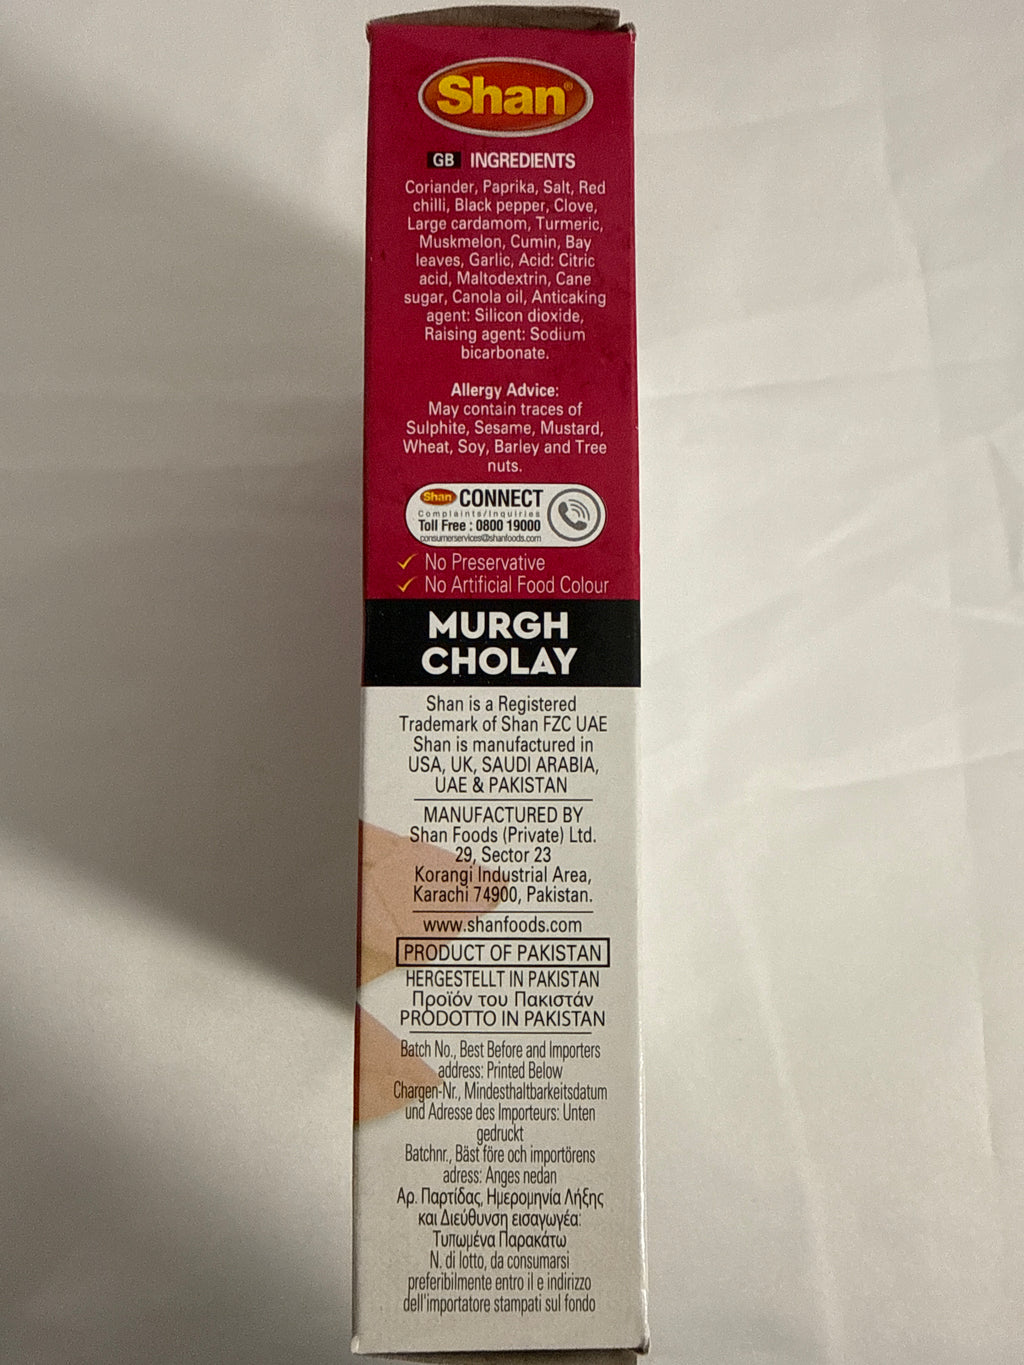 Shan®
GB INGREDIENTS
Coriander, Paprika, Salt, Red
chilli, Black pepper, Clove,
Large cardamom, Turmeric,
Muskmelon, Cumin, Bay
leaves, Garlic, Acid: Citric
acid, Maltodextrin, Cane
sugar, Canola oil, Anticaking
agent: Silicon dioxide,
Raising agent: Sodium
bicarbonate.
Allergy Advice:
May contain traces of
Sulphite, Sesame, Mustard,
Wheat, Soy, Barley and Tree
nuts.
Shan CONNECT
Complaints/Inquiries
Toll Free : 0800 19000
consumerservices@shanfoods.com
No Preservative
No Artificial Food Colour
MURGH
CHOLAY
Shan is a Registered
Trademark of Shan FZC UAE
Shan is manufactured in
USA, UK, SAUDI ARABIA,
UAE & PAKISTAN
MANUFACTURED BY
Shan Foods (Private) Ltd.
29, Sector 23
Korangi Industrial Area,
Karachi 74900, Pakistan.
www.shanfoods.com
PRODUCT OF PAKISTAN
HERGESTELLT IN PAKISTAN
Προϊόν του Πακιστάν
PRODOTTO IN PAKISTAN
Batch No., Best Before and Importers
address: Printed Below
Chargen-Nr., Mindesthaltbarkeitsdatum
und Adresse des Importeurs: Unten
gedruckt
Batchnr., Bäst före och importörens
adress: Anges nedan
Αρ. Παρτίδας, Ημερομηνία Λήξης
και Διεύθυνση εισαγωγέα:
Τυπωμένα Παρακάτω
N. di lotto, da consumarsi
preferibilmente entro il e indirizzo
dell'importatore stampati sul fondo